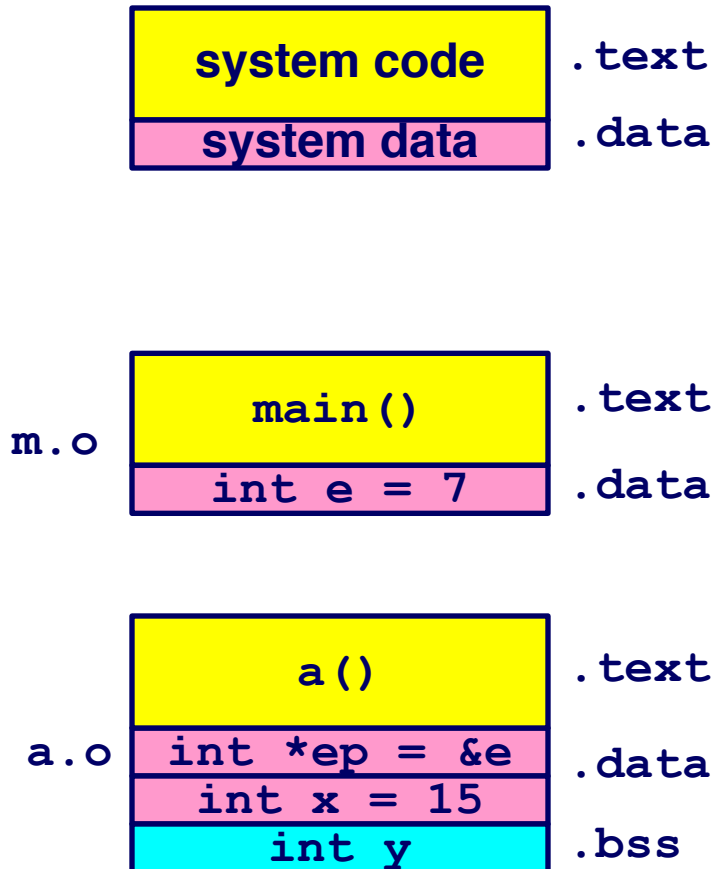 system code .text
system data .data
main() .text
m.o
int e = 7 .data
a() .text
a.o int *ep = &e .data
int x = 15
int y .bss